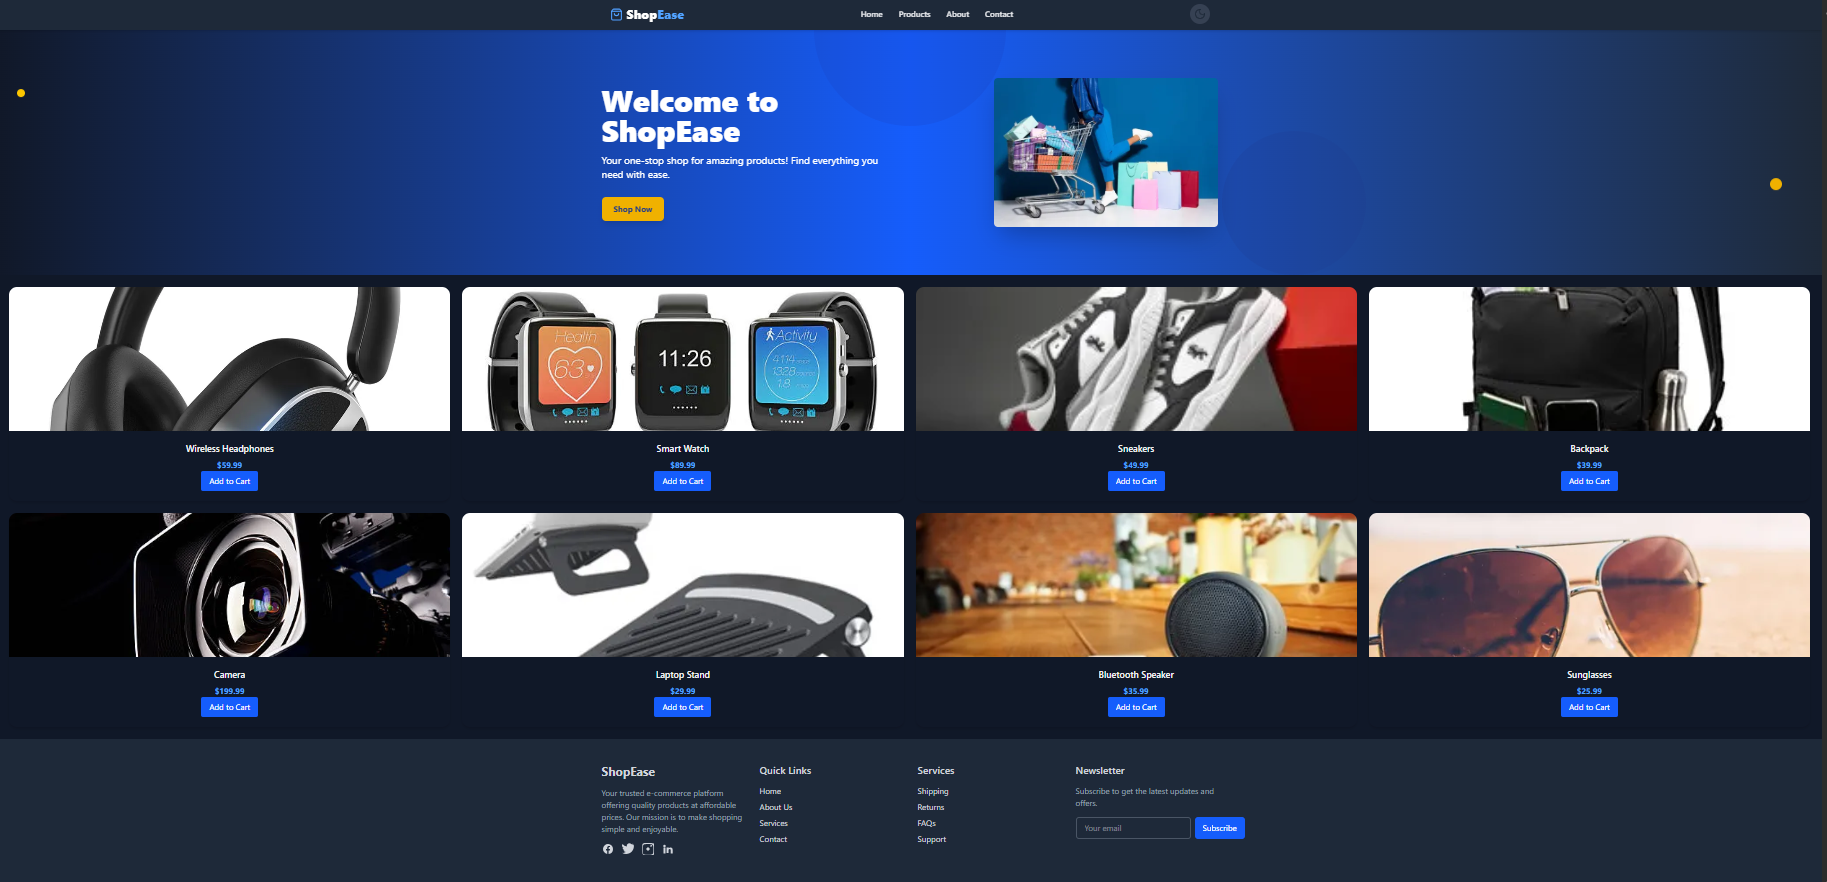 ShopEase
Home Products About Contact
Welcome to
ShopEase
Your one-stop shop for amazing products! Find everything you
need with ease.
Shop Now
Health
63
11:26
Activity
4114
1328
1.8
Wireless Headphones
$59.99
Add to Cart
Smart Watch
$89.99
Add to Cart
Sneakers
$49.99
Add to Cart
Backpack
$39.99
Add to Cart
Camera
$199.99
Add to Cart
Laptop Stand
$29.99
Add to Cart
Bluetooth Speaker
$35.99
Add to Cart
Sunglasses
$25.99
Add to Cart
ShopEase
Your trusted e-commerce platform
offering quality products at affordable
prices. Our mission is to make shopping
simple and enjoyable.
Quick Links
Home
About Us
Services
Contact
Services
Shipping
Returns
FAQs
Support
Newsletter
Subscribe to get the latest updates and
offers.
Your email
Subscribe